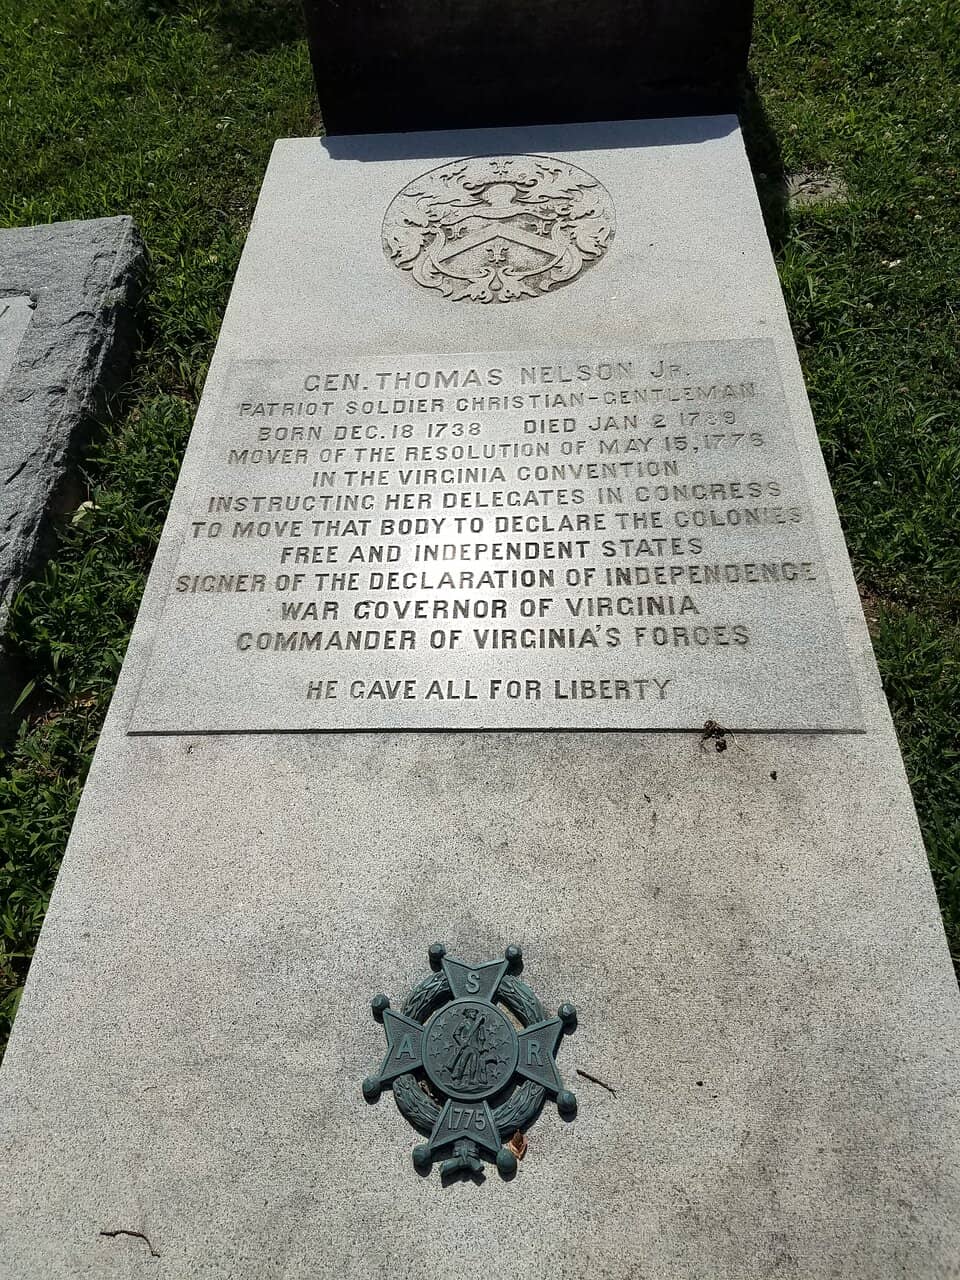 GEN. THOMAS NELSON JR.
PATRIOT SOLDIER CHRISTIAN-GENTLEMAN
BORN DEC. 18 1738 DIED JAN 2 1789
MOVER OF THE RESOLUTION OF MAY 15, 1776
IN THE VIRGINIA CONVENTION
INSTRUCTING HER DELEGATES IN CONGRESS
TO MOVE THAT BODY TO DECLARE THE COLONIES
FREE AND INDEPENDENT STATES
SIGNER OF THE DECLARATION OF INDEPENDENCE
WAR GOVERNOR OF VIRGINIA
COMMANDER OF VIRGINIA'S FORCES
HE GAVE ALL FOR LIBERTY
S
A R
1775